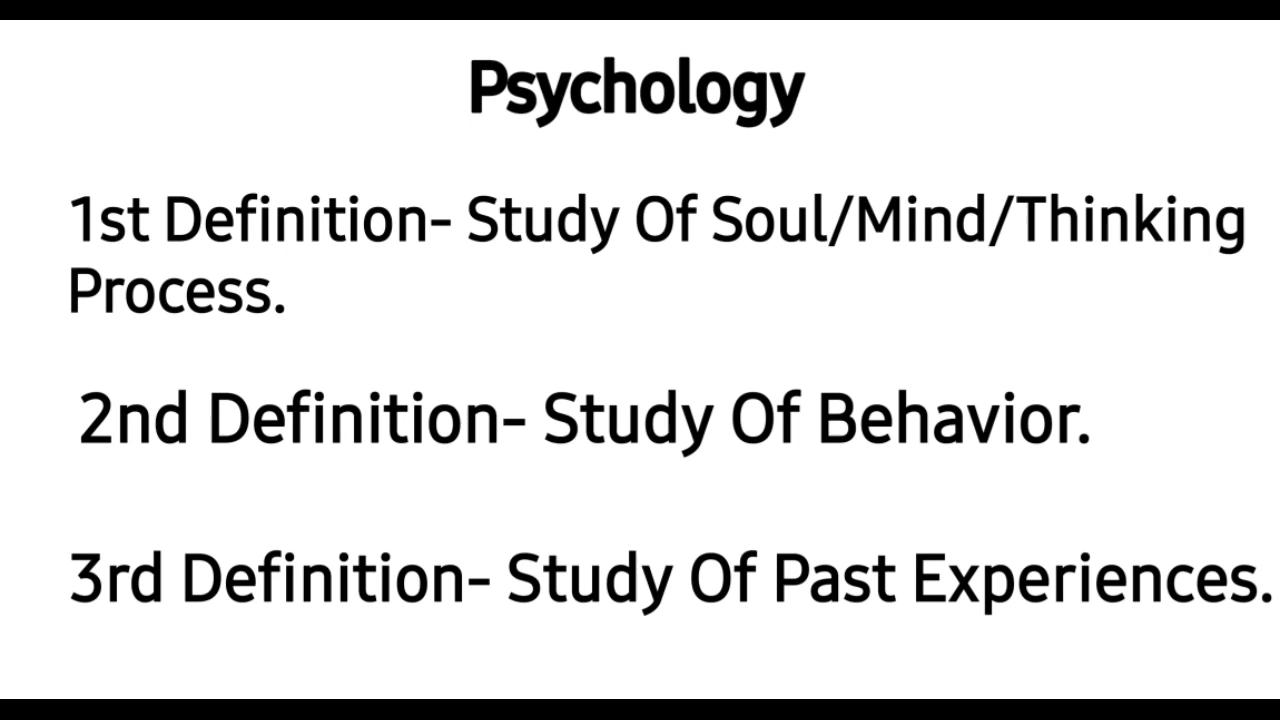 Psychology
1st Definition- Study Of Soul/Mind/Thinking
Process.
2nd Definition- Study Of Behavior.
3rd Definition- Study Of Past Experiences.